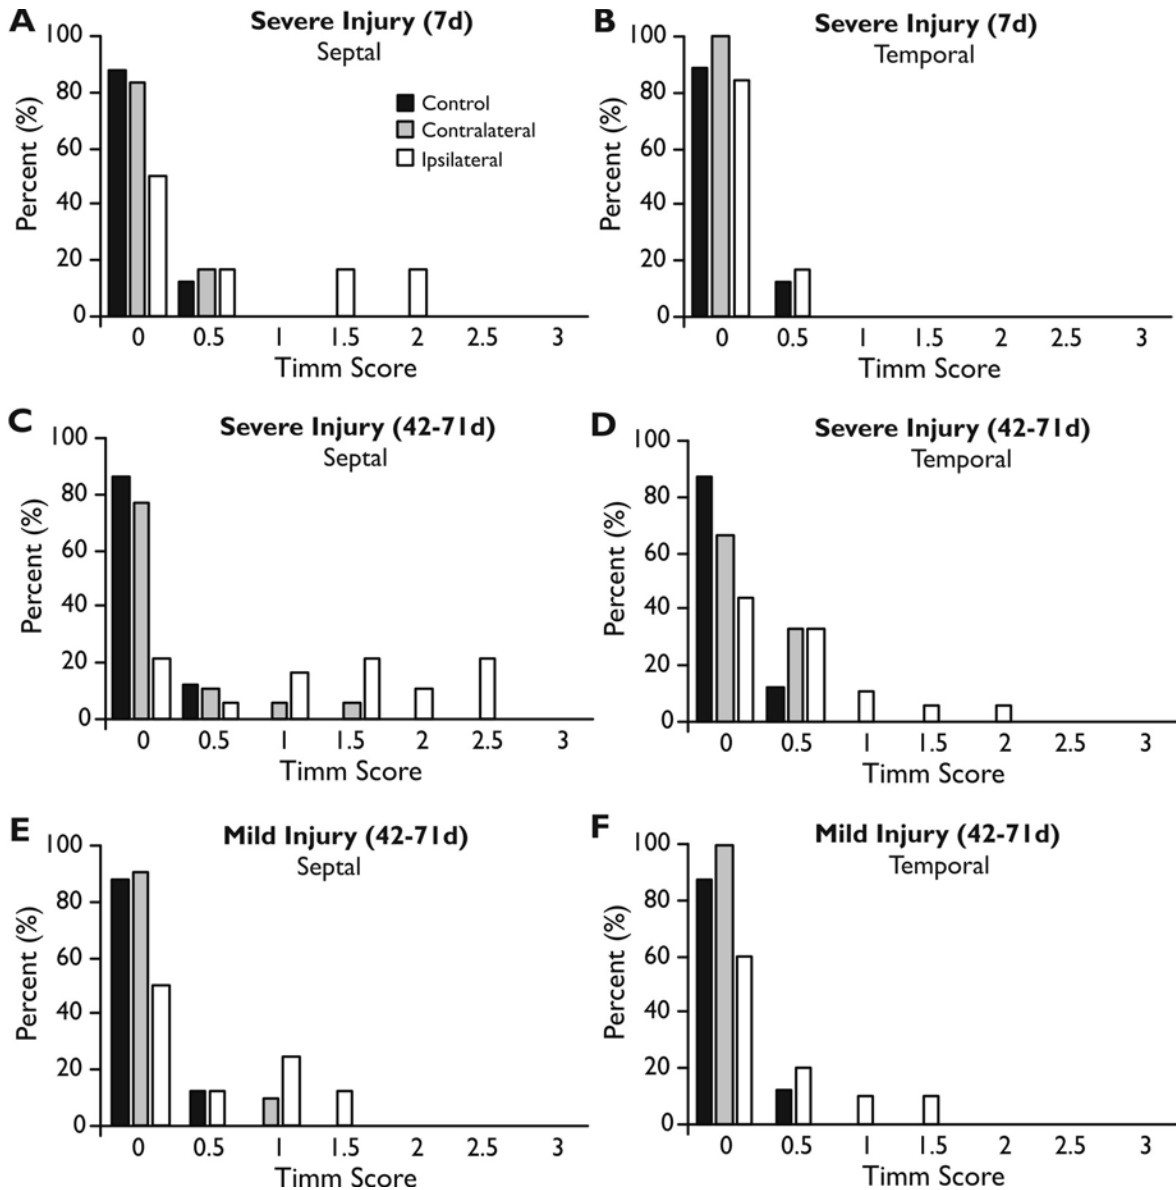 A
Severe Injury (7d)
Septal
100
80
60
40
20
0
Percent (%)
Control
Contralateral
Ipsilateral
0 0.5 1 1.5 2 2.5 3
Timm Score
B
Severe Injury (7d)
Temporal
100
80
60
40
20
0
Percent (%)
0 0.5 1 1.5 2 2.5 3
Timm Score
C
Severe Injury (42-71d)
Septal
100
80
60
40
20
0
Percent (%)
0 0.5 1 1.5 2 2.5 3
Timm Score
D
Severe Injury (42-71d)
Temporal
100
80
60
40
20
0
Percent (%)
0 0.5 1 1.5 2 2.5 3
Timm Score
E
Mild Injury (42-71d)
Septal
100
80
60
40
20
0
Percent (%)
0 0.5 1 1.5 2 2.5 3
Timm Score
F
Mild Injury (42-71d)
Temporal
100
80
60
40
20
0
Percent (%)
0 0.5 1 1.5 2 2.5 3
Timm Score